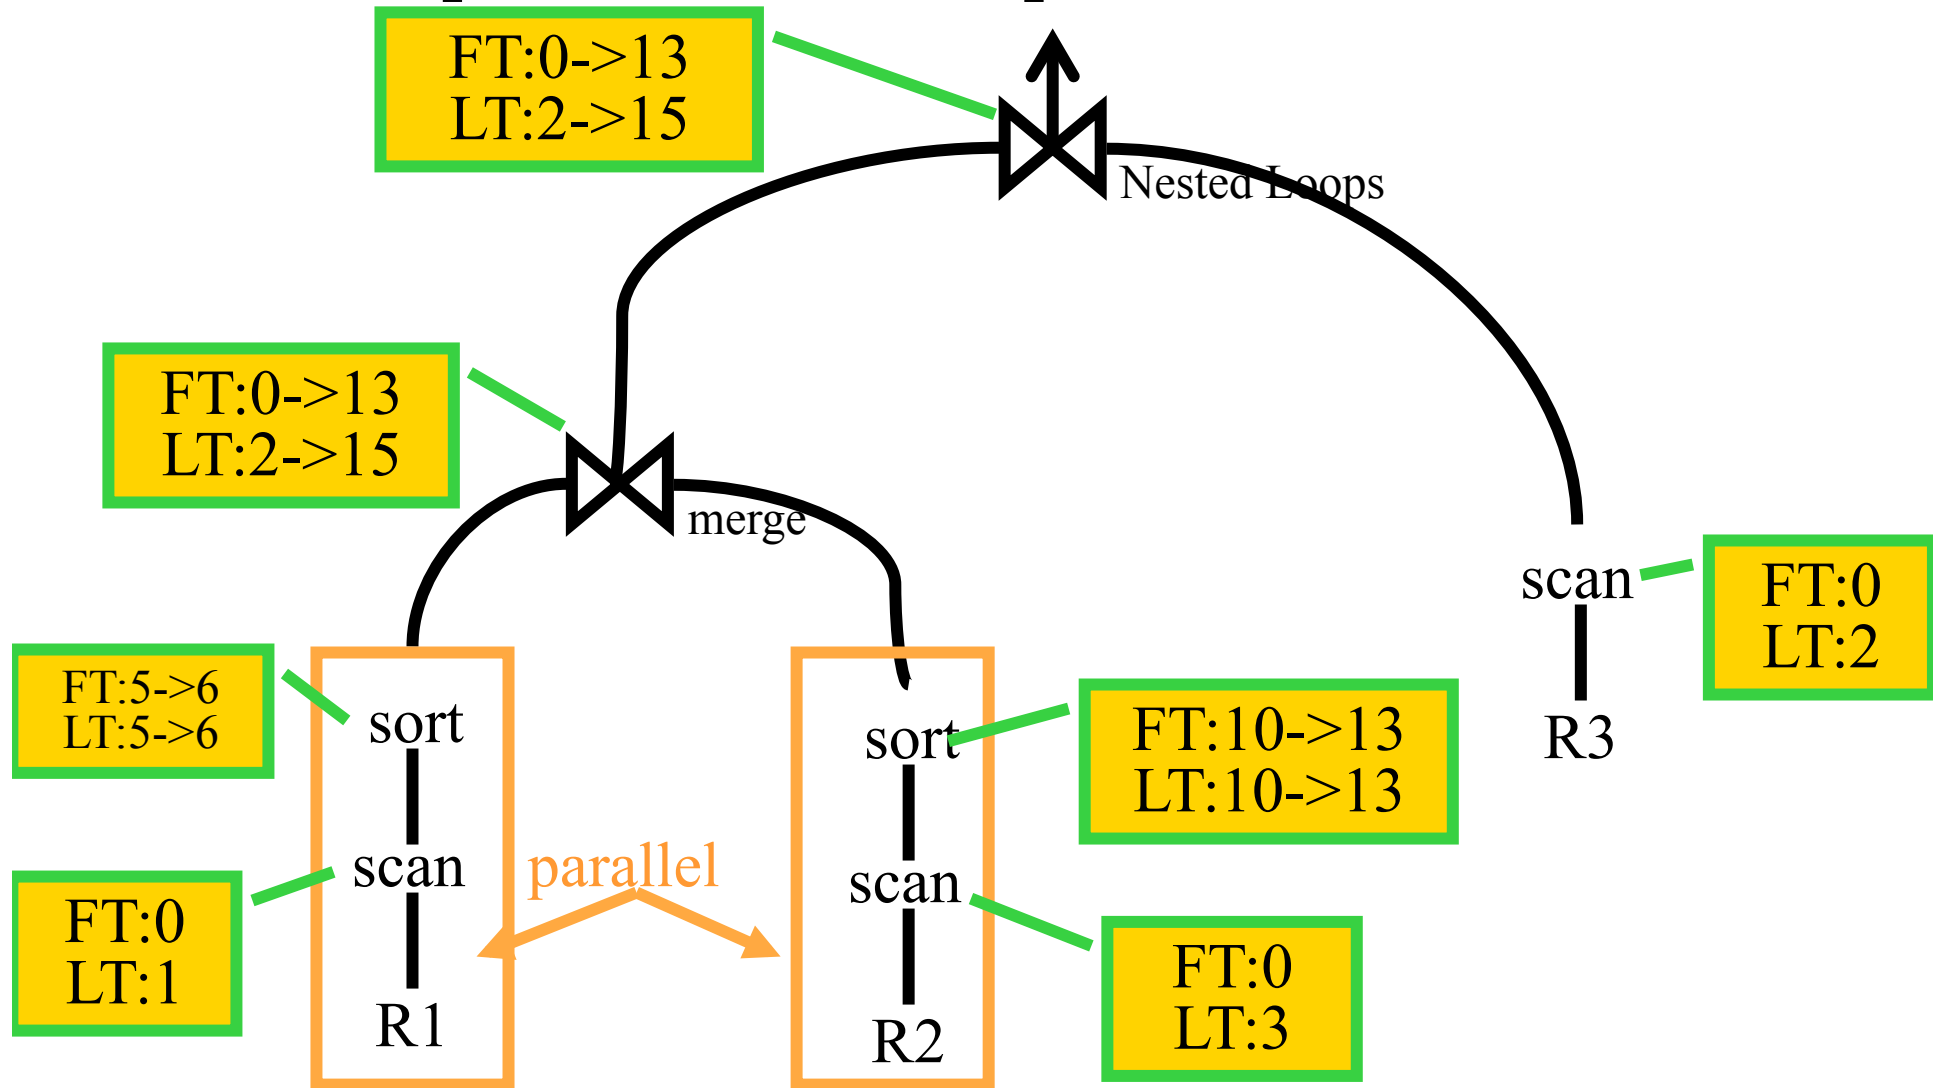 FT:0->13
LT:2->15
Nested Loops
FT:0->13
LT:2->15
merge
scan
FT:0
LT:2
R3
FT:5->6
LT:5->6
sort
sort
FT:10->13
LT:10->13
scan
parallel
scan
FT:0
LT:1
R1
FT:0
LT:3
R2